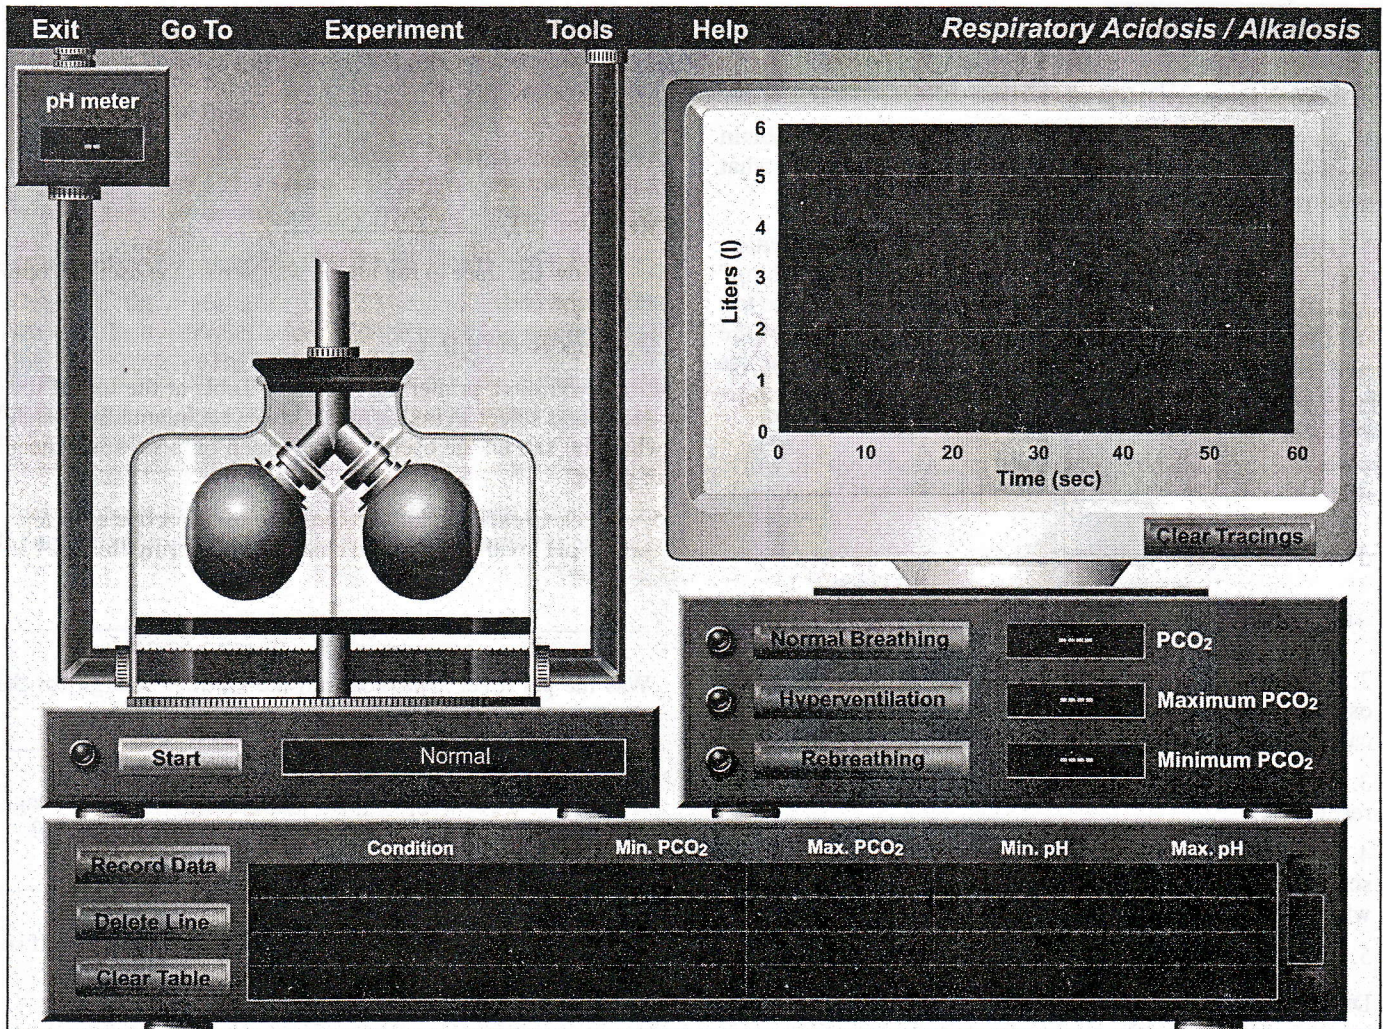 Exit Go To Experiment Tools Help Respiratory Acidosis / Alkalosis
pH meter
--
6
5
4
3
2
1
0
Liters (l)
0 10 20 30 40 50 60
Time (sec)
Clear Tracings
Normal Breathing ---- PCO₂
Hyperventilation ---- Maximum PCO₂
Rebreathing ---- Minimum PCO₂
Start Normal
Condition Min. PCO₂ Max. PCO₂ Min. pH Max. pH
Record Data
Delete Line
Clear Table